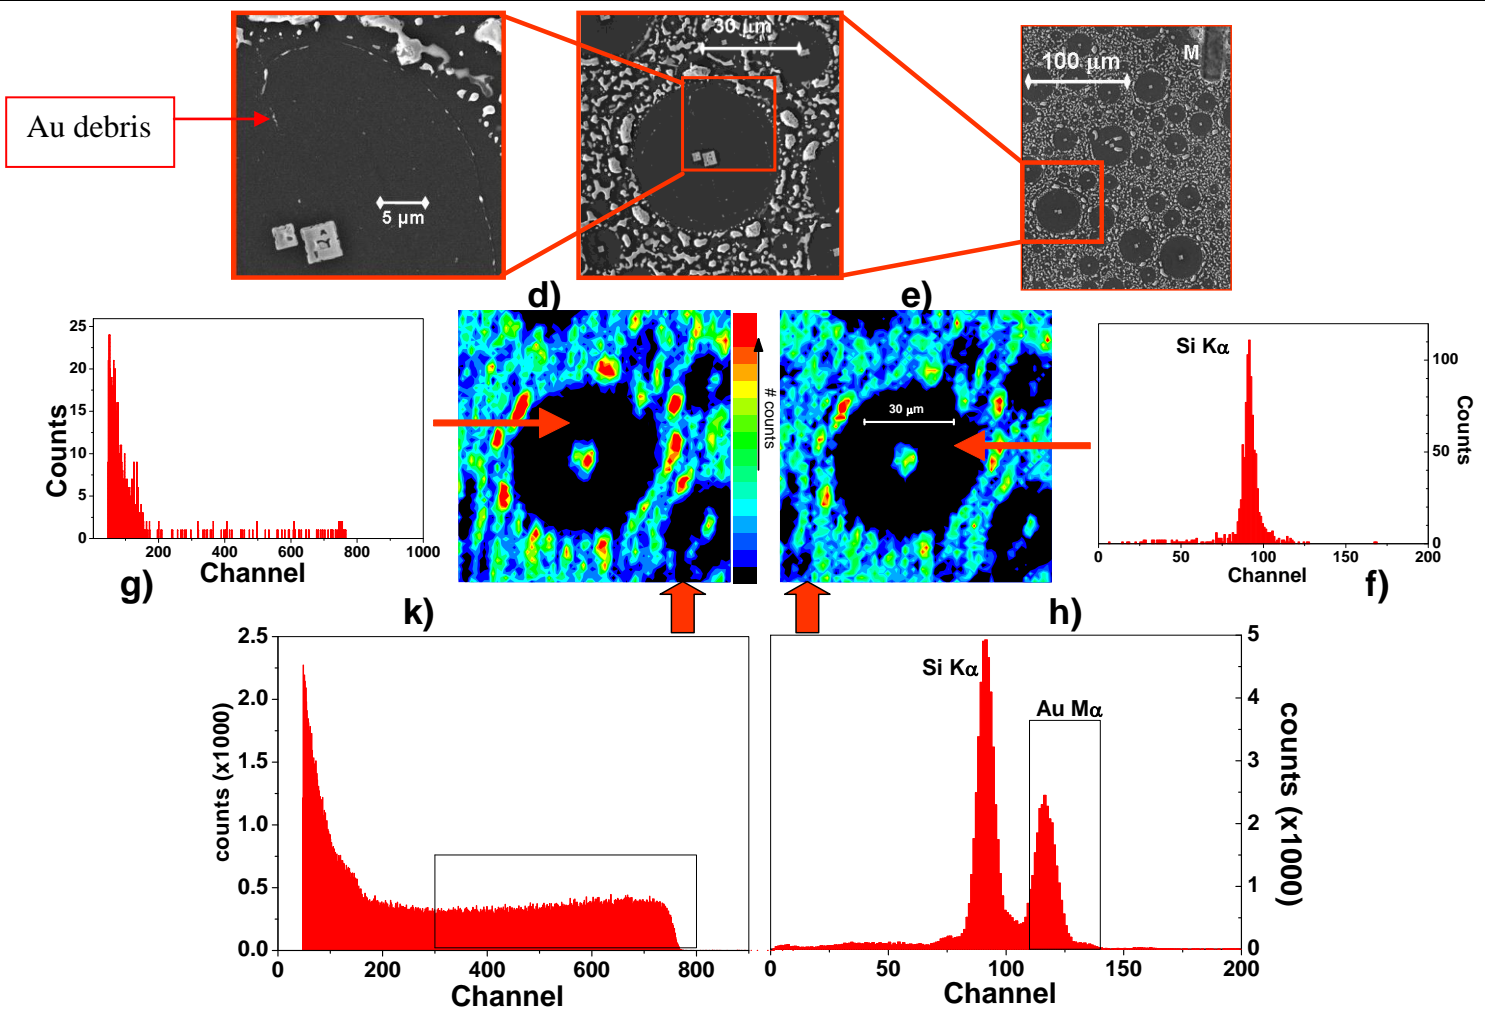 30 μm
100 μm
M
Au debris
5 μm
d)
e)
25
20
15
10
5
0
Counts
200
400
600
800
1000
Channel
g)
# counts
30 μm
Si Kα
100
50
0
Counts
0
50
100
150
200
Channel
f)
k)
h)
2.5
2.0
1.5
1.0
0.5
0.0
counts (x1000)
0
200
400
600
800
Channel
Si Kα
Au Mα
5
4
3
2
1
0
counts (x1000)
0
50
100
150
200
Channel